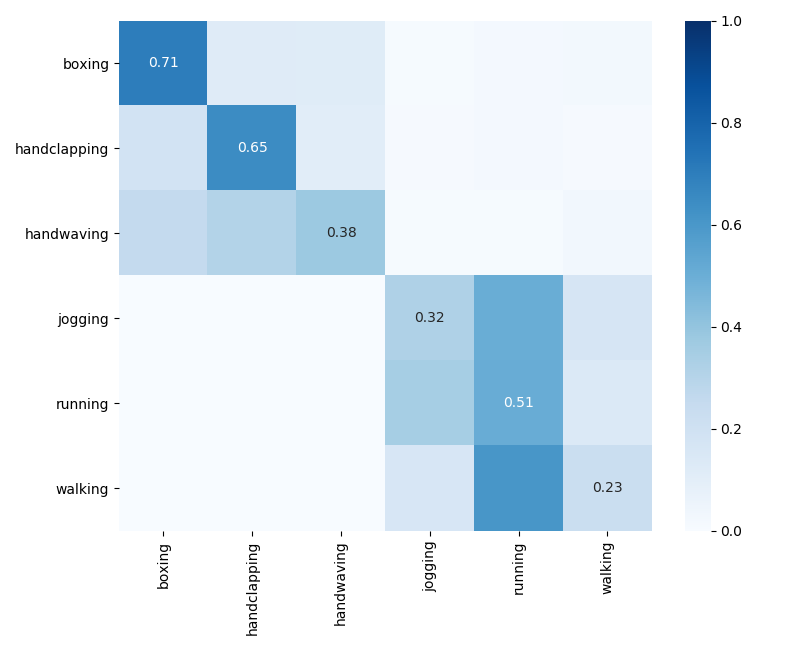 boxing
handclapping
handwaving
jogging
running
walking
0.71
0.65
0.38
0.32
0.51
0.23
boxing
handclapping
handwaving
jogging
running
walking
1.0
0.8
0.6
0.4
0.2
0.0